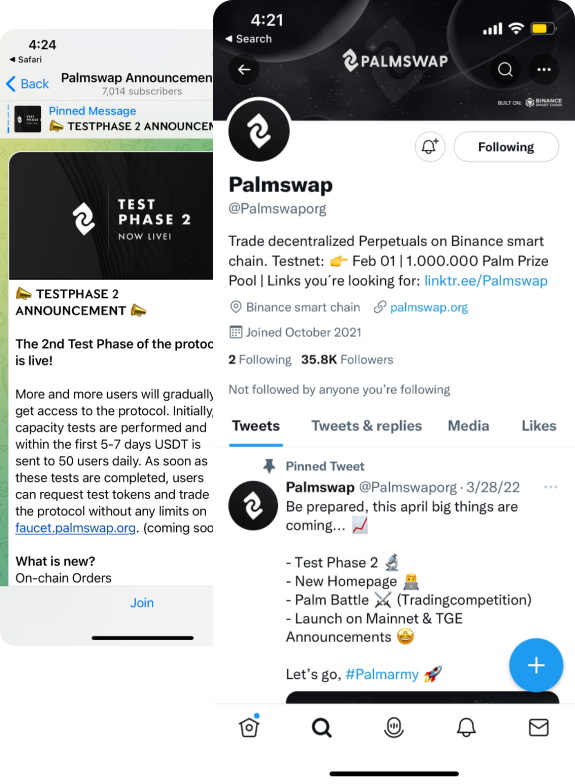 4:24
◀ Safari
Back
Palmswap Announcemen
7,014 subscribers
Pinned Message
📣 TESTPHASE 2 ANNOUNCEM
TEST
PHASE 2
NOW LIVE!
📣 TESTPHASE 2
ANNOUNCEMENT 📣
The 2nd Test Phase of the protoc
is live!
More and more users will gradually
get access to the protocol. Initially,
capacity tests are performed and
within the first 5-7 days USDT is
sent to 50 users daily. As soon as
these tests are completed, users
can request test tokens and trade
the protocol without any limits on
faucet.palmswap.org. (coming soo
What is new?
On-chain Orders
Join
4:21
◀ Search
PALMSWAP
BUILT ON: BINANCE
SMART CHAIN
Following
Palmswap
@Palmswaporg
Trade decentralized Perpetuals on Binance smart
chain. Testnet: 👉 Feb 01 | 1.000.000 Palm Prize
Pool | Links you´re looking for: linktr.ee/Palmswap
Binance smart chain palmswap.org
Joined October 2021
2 Following 35.8K Followers
Not followed by anyone you're following
Tweets Tweets & replies Media Likes
Pinned Tweet
Palmswap @Palmswaporg · 3/28/22
Be prepared, this april big things are
coming... 📈
- Test Phase 2 🔬
- New Homepage 👨‍💻
- Palm Battle ⚔️ (Tradingcompetition)
- Launch on Mainnet & TGE
Announcements 🤩
Let's go, #Palmarmy 🚀